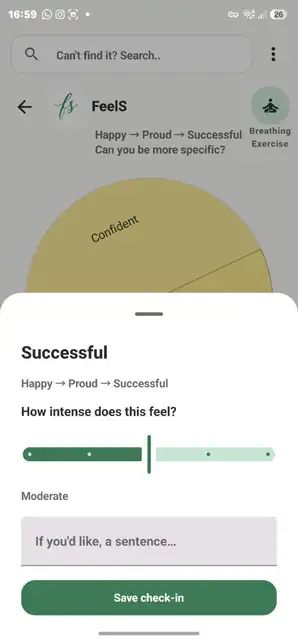 16:59
26
Can't find it? Search..
fs
FeelS
Happy → Proud → Successful
Can you be more specific?
Breathing
Exercise
Confident
Successful
Happy → Proud → Successful
How intense does this feel?
Moderate
If you'd like, a sentence...
Save check-in